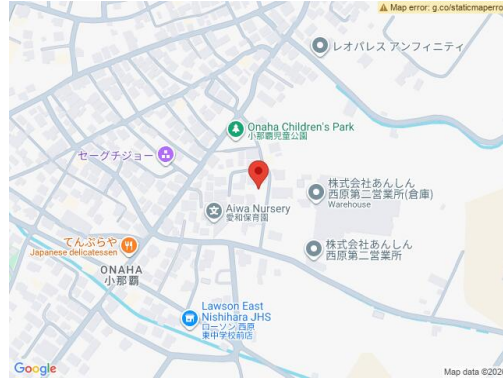 Map error: g.co/staticmaperro
レオパレス アンフィニティ
Onaha Children's Park
小那覇児童公園
セーグチジョー
株式会社あんしん
西原第二営業所(倉庫)
Warehouse
Aiwa Nursery
愛和保育園
てんぷらや
Japanese delicatessen
株式会社あんしん
西原第二営業所
ONAHA
小那覇
Lawson East
Nishihara JHS
ローソン 西原
東中学校前店
Google
Map data ©202